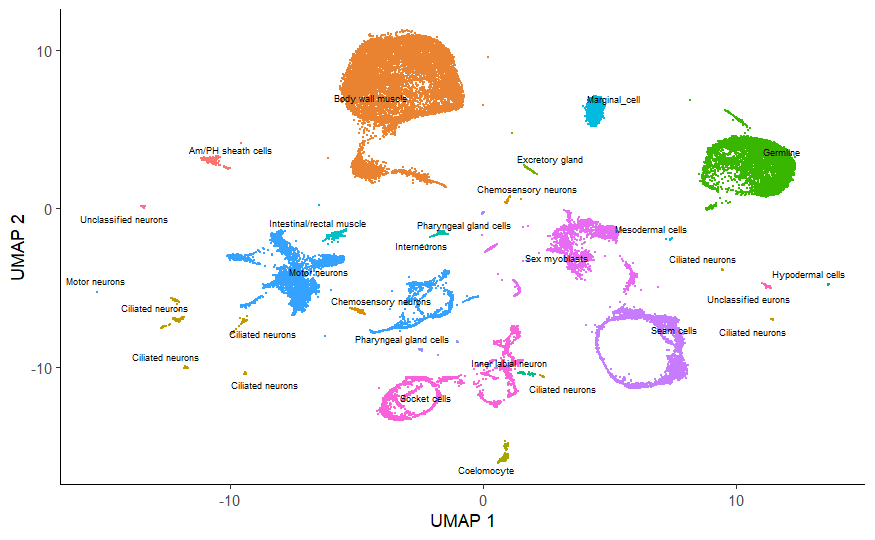 10
Body wall muscle
Marginal_cell
Am/PH sheath cells
Excretory gland
Germline
Chemosensory neurons
0
Unclassified neurons
Intestinal/rectal muscle
Pharyngeal gland cells
Mesodermal cells
Interneurons
Sex myoblasts
Ciliated neurons
Motor neurons
Motor neurons
Hypodermal cells
Chemosensory neurons
Unclassified eurons
Ciliated neurons
Ciliated neurons
Pharyngeal gland cells
Seam cells
Ciliated neurons
Ciliated neurons
Inner labial neuron
-10
Ciliated neurons
Ciliated neurons
Socket cells
Coelomocyte
UMAP 2
-10
0
10
UMAP 1